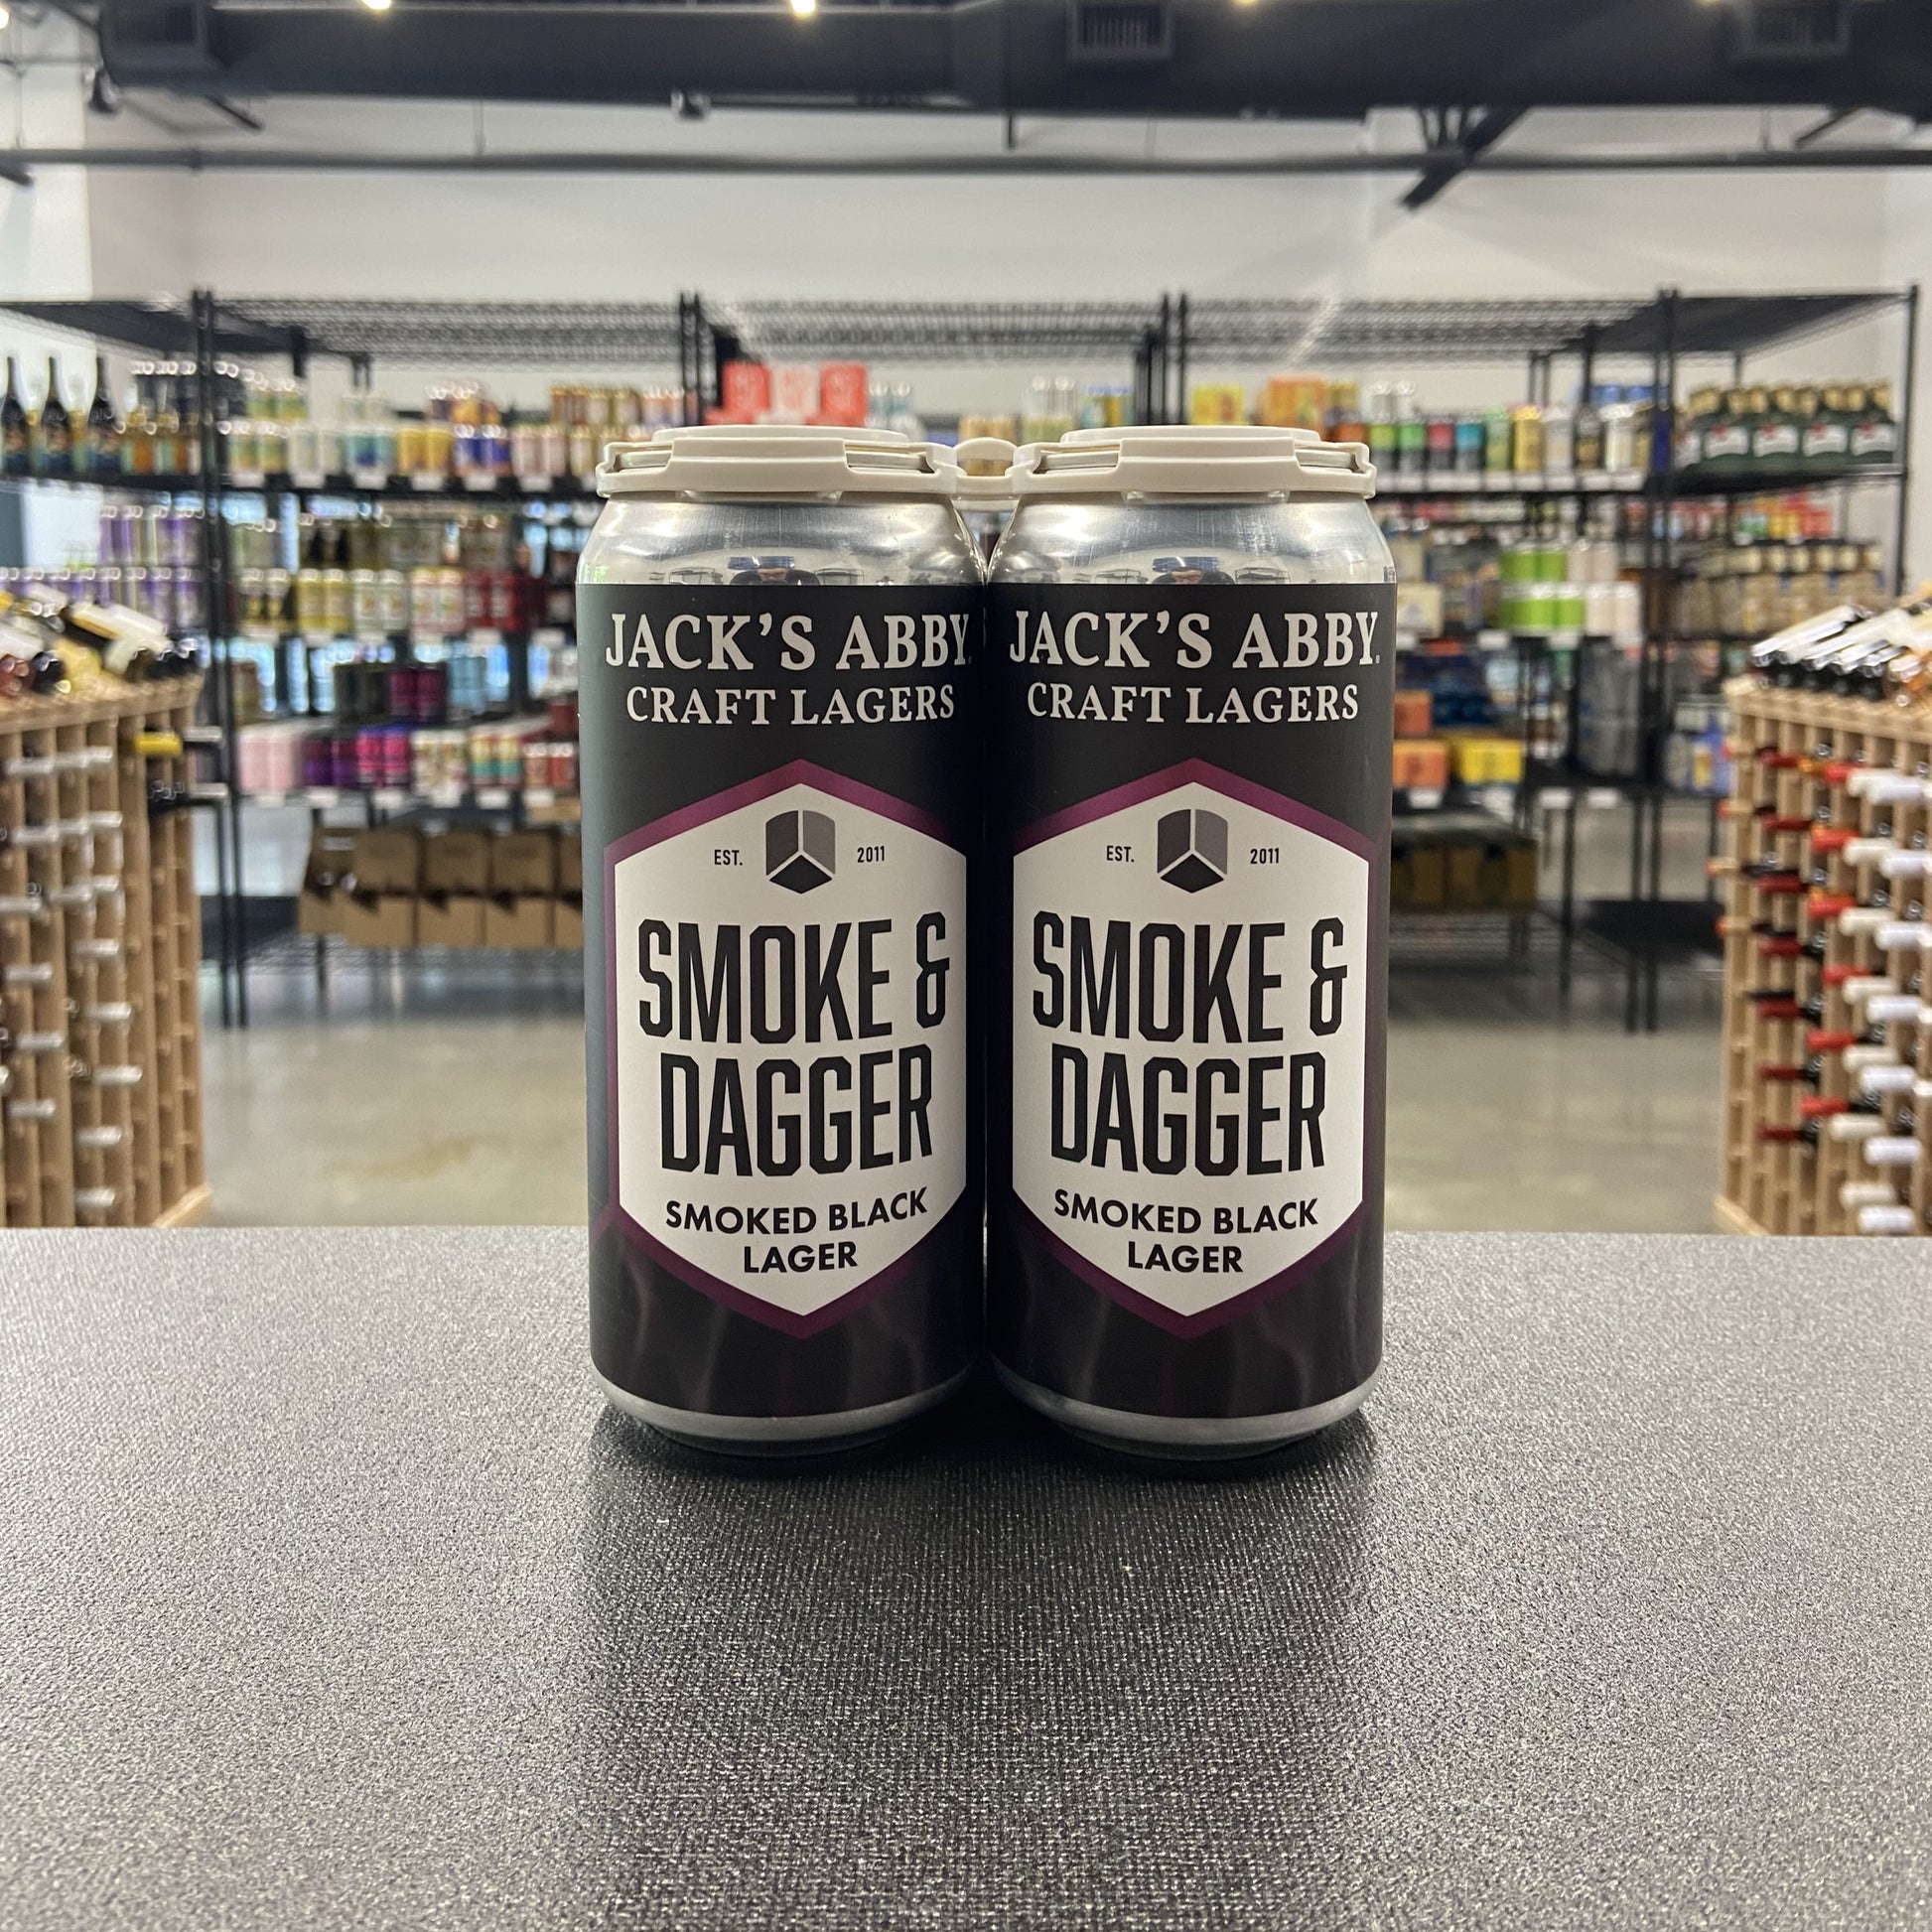 JACK'S ABBY
CRAFT LAGERS
EST. 2011
SMOKE &
DAGGER
SMOKED BLACK
LAGER
JACK'S ABBY
CRAFT LAGERS
EST. 2011
SMOKE &
DAGGER
SMOKED BLACK
LAGER